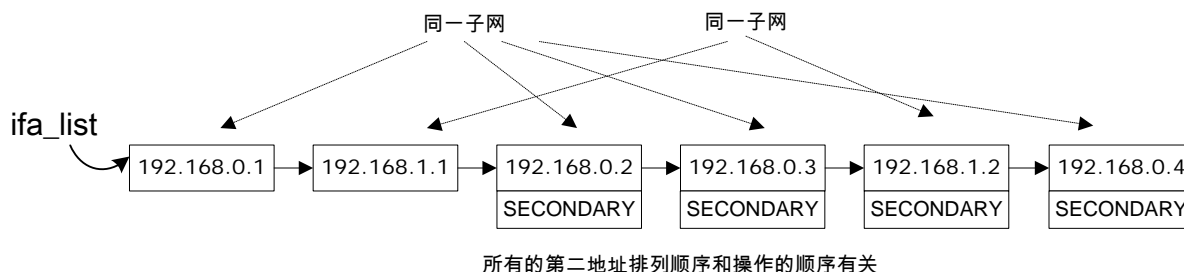 同一子网 同一子网
ifa_list
192.168.0.1 192.168.1.1 192.168.0.2 192.168.0.3 192.168.1.2 192.168.0.4
SECONDARY SECONDARY SECONDARY SECONDARY
所有的第二地址排列顺序和操作的顺序有关